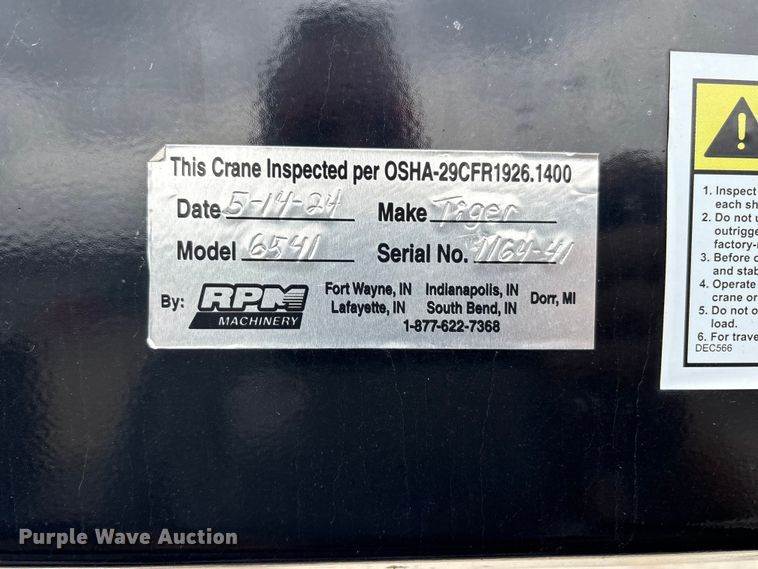 This Crane Inspected per OSHA-29CFR1926.1400
Date 5-14-24 Make Tiger
Model 6541 Serial No. 1164-41
By: RPM MACHINERY
Fort Wayne, IN Indianapolis, IN Dorr, MI
Lafayette, IN South Bend, IN
1-877-622-7368
1. Inspect
each sh
2. Do not u
outrigge
factory-r
3. Before o
and stab
4. Operate
crane or
5. Do not o
load.
6. For trave
DEC566
Purple Wave Auction